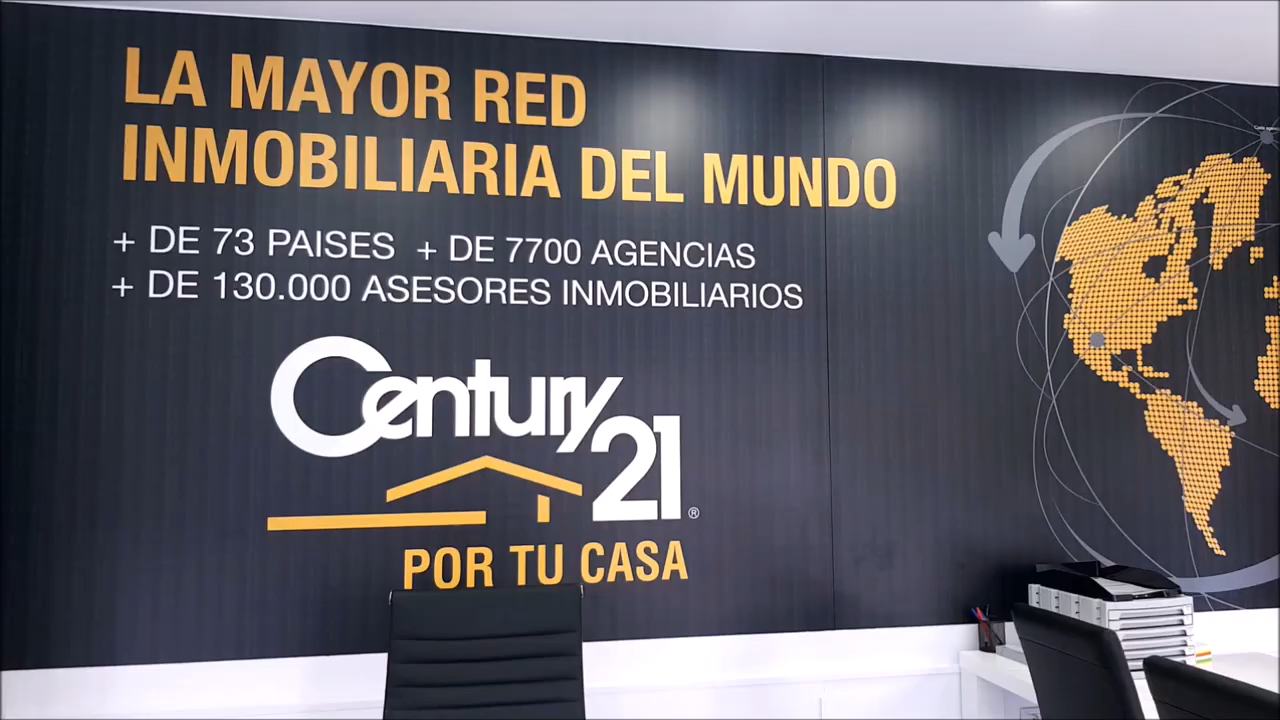 LA MAYOR RED
INMOBILIARIA DEL MUNDO
+ DE 73 PAISES + DE 7700 AGENCIAS
+ DE 130.000 ASESORES INMOBILIARIOS
Century
21®
POR TU CASA